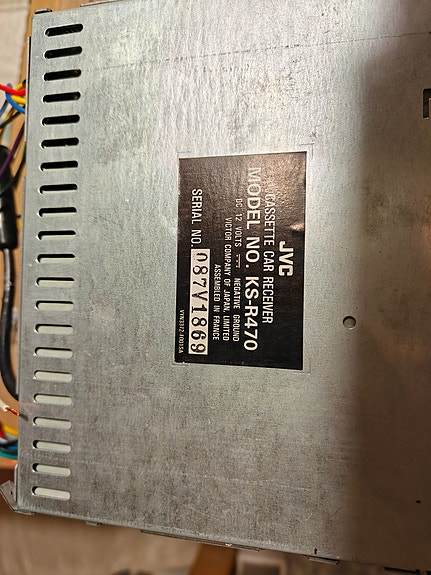 JVC
CASSETTE CAR RECEIVER
MODEL NO. KS-R470
DC 12 VOLTS ⎓ NEGATIVE GROUND
VICTOR COMPANY OF JAPAN, LIMITED
ASSEMBLED IN FRANCE
SERIAL NO. 087V1869